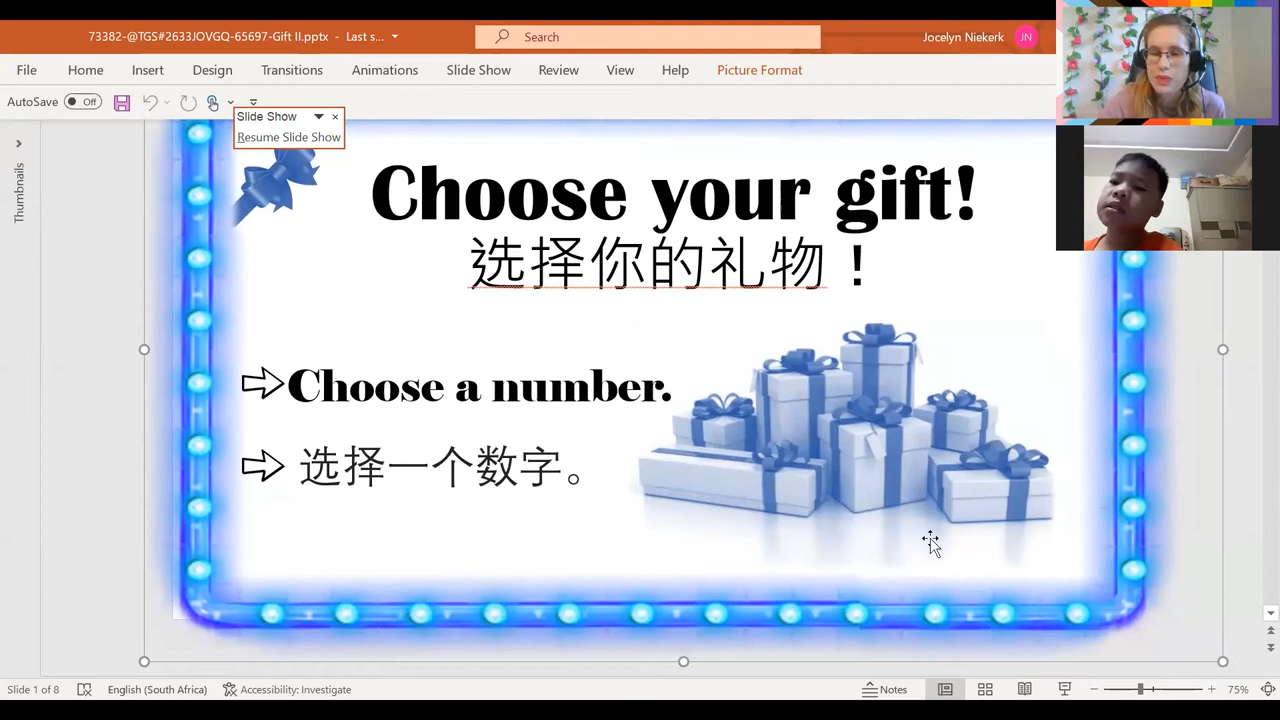 73382-@TGS#2633JOVGQ-65697-Gift II.pptx - Last s...
Search
Jocelyn Niekerk
JN
File Home Insert Design Transitions Animations Slide Show Review View Help Picture Format
AutoSave Off
Slide Show
Resume Slide Show
Thumbnails
Choose your gift!
选择你的礼物！
Choose a number.
选择一个数字。
Slide 1 of 8 English (South Africa) Accessibility: Investigate Notes 75%